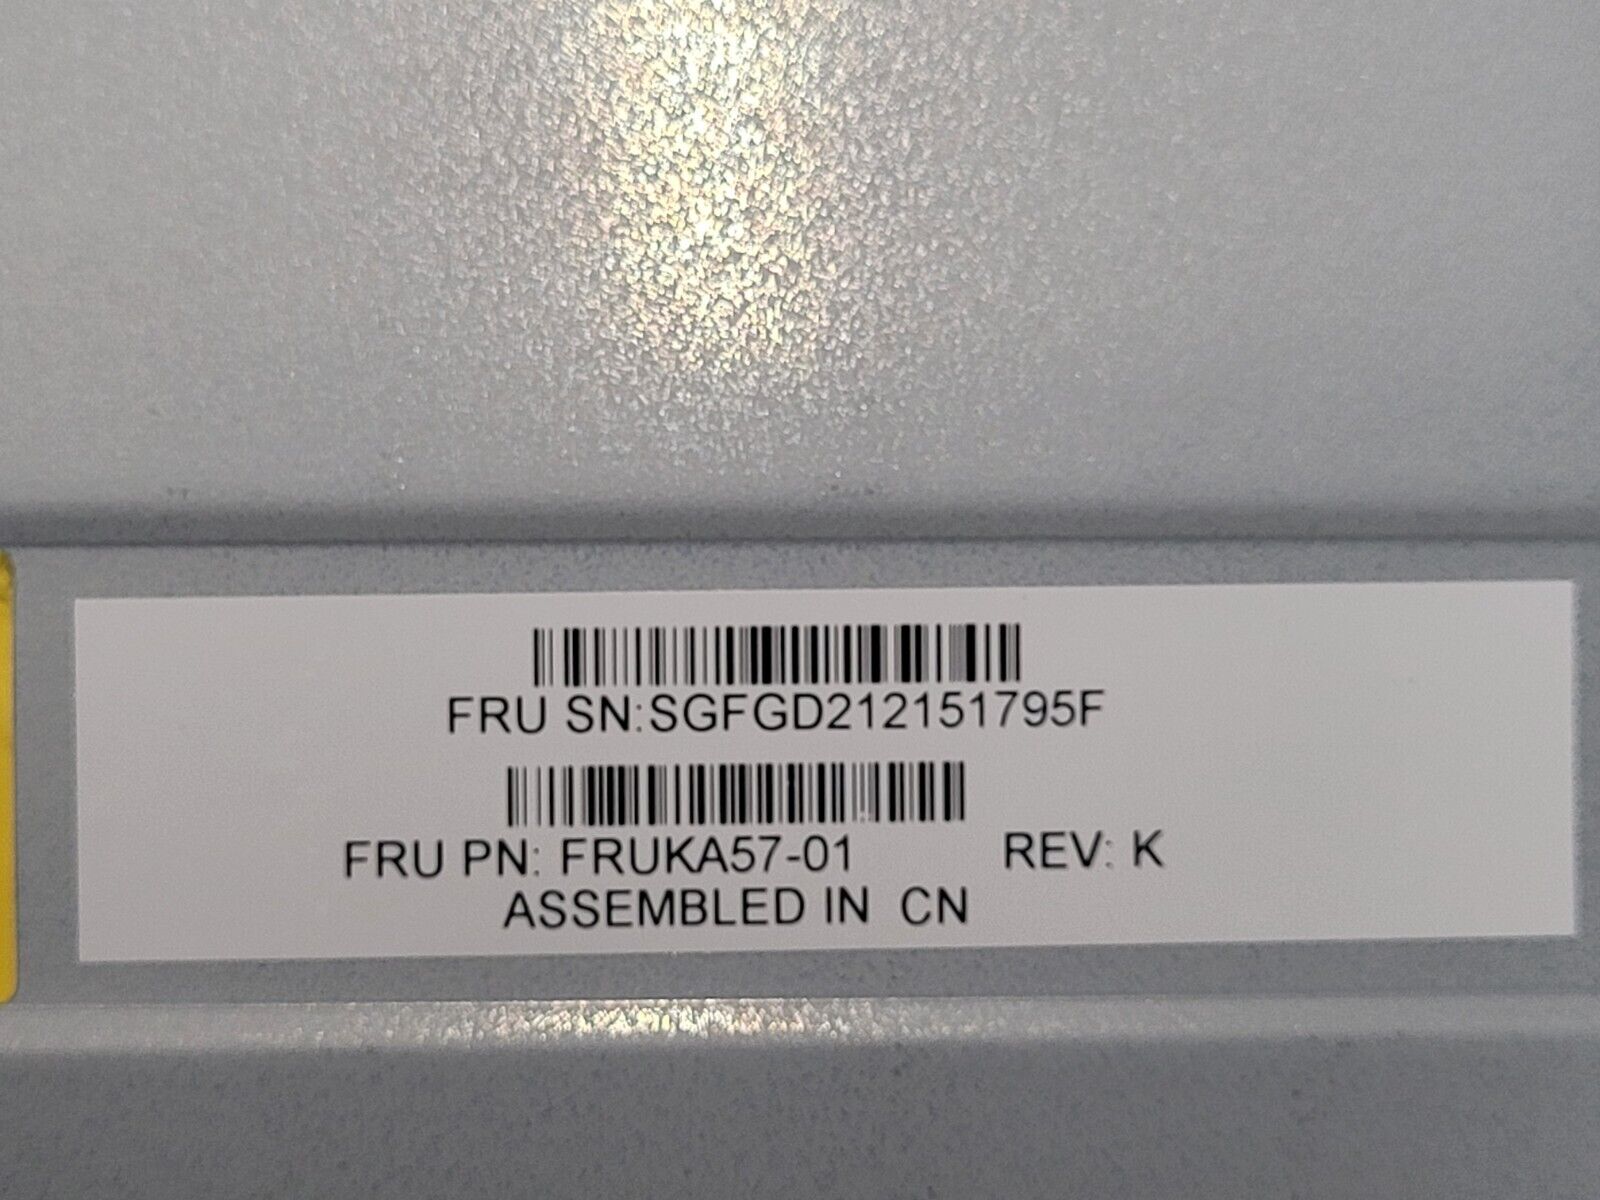 FRU SN:SGFGD212151795F
FRU PN: FRUKA57-01 REV: K
ASSEMBLED IN CN